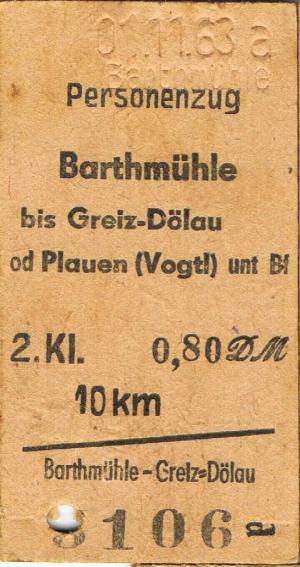 01.11.63 a
Barthmühle
Personenzug
Barthmühle
bis Greiz-Dölau
od Plauen (Vogtl) unt Bf
2. Kl. 0,80 DM
10 km
Barthmühle-Greiz=Dölau
3106 P